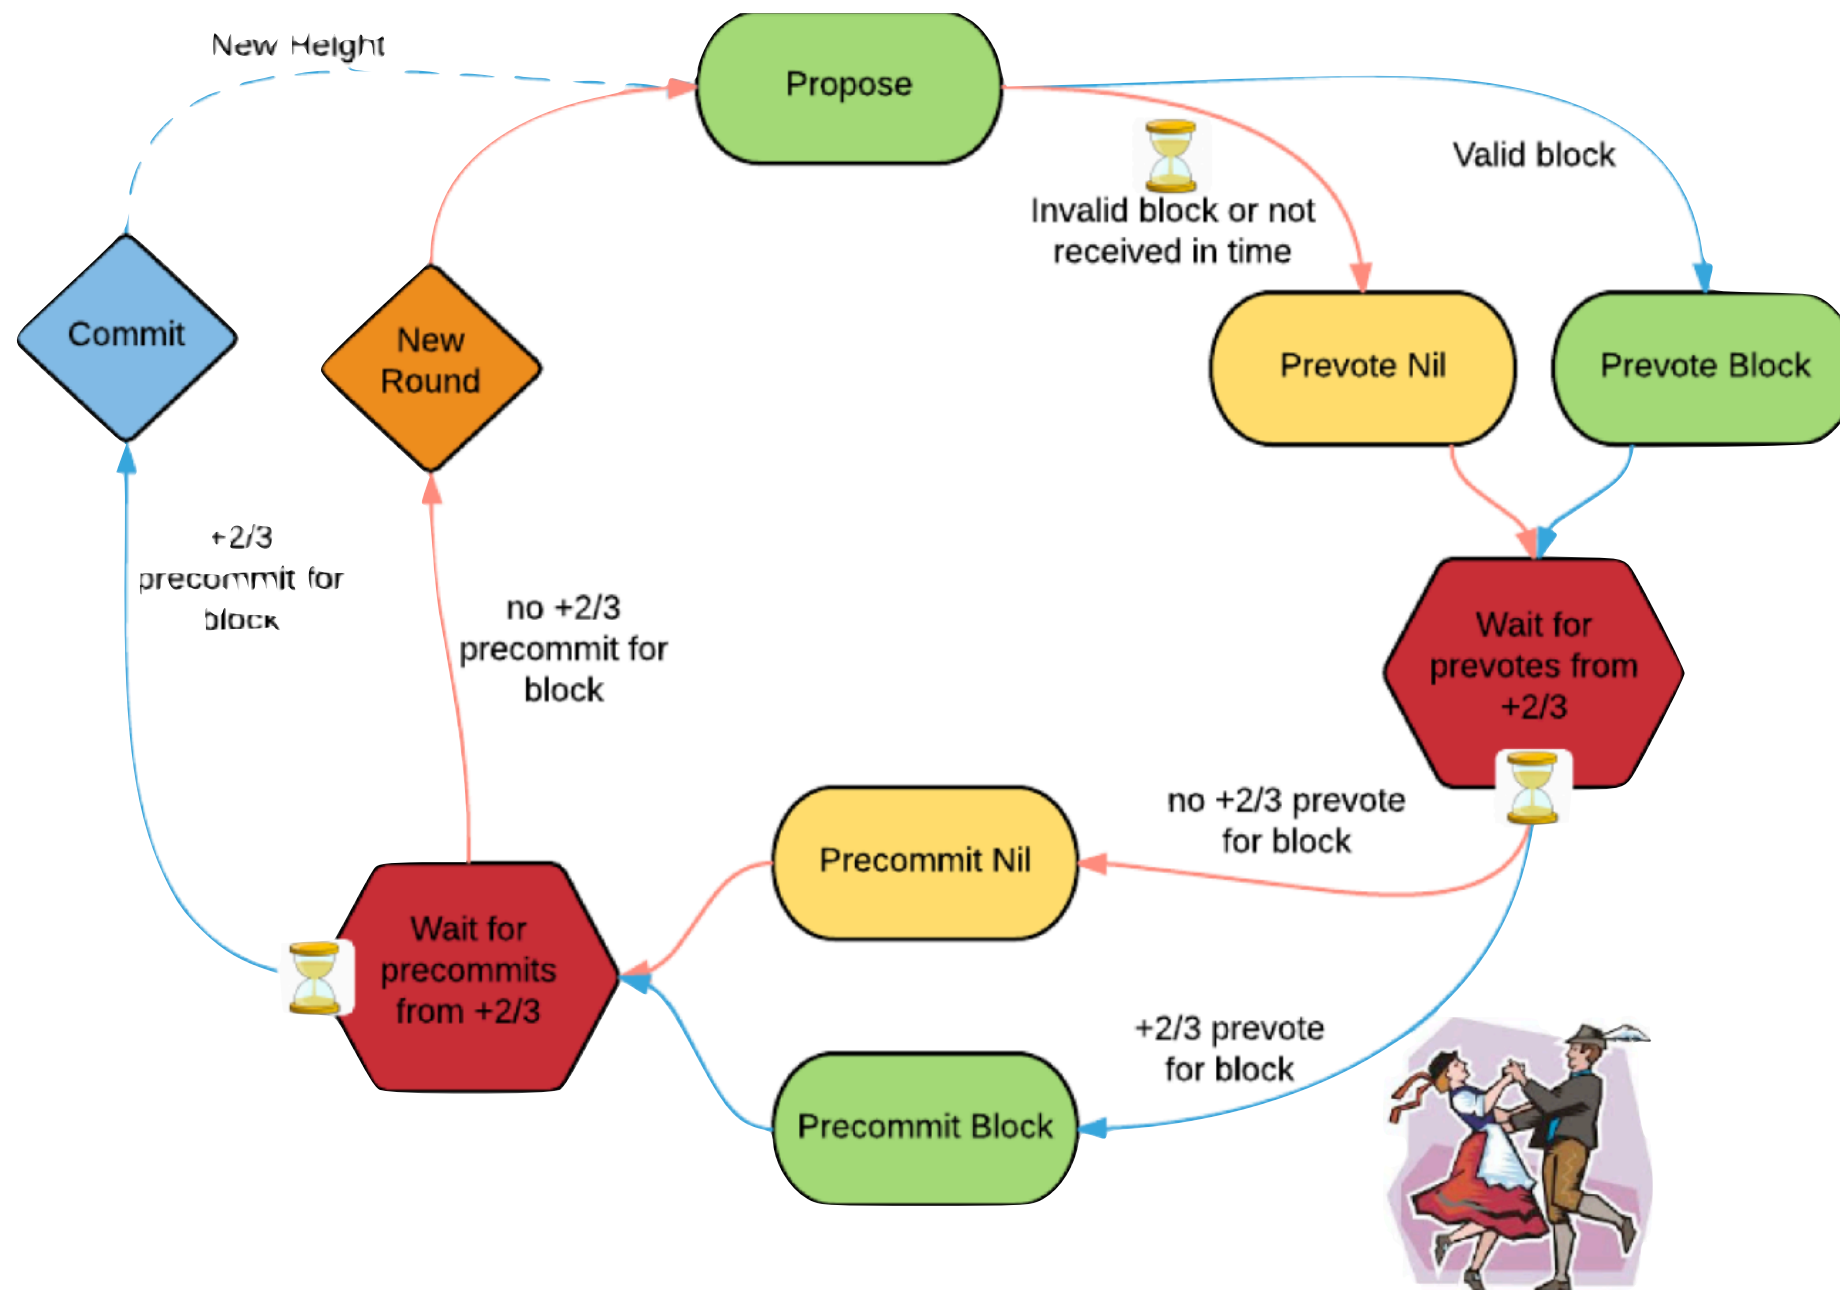 New Height
Propose
Valid block
Invalid block or not
received in time
Commit
New
Round
Prevote Nil
Prevote Block
+2/3
precommit for
block
no +2/3
precommit for
block
Wait for
prevotes from
+2/3
no +2/3 prevote
for block
Precommit Nil
Wait for
precommits
from +2/3
+2/3 prevote
for block
Precommit Block